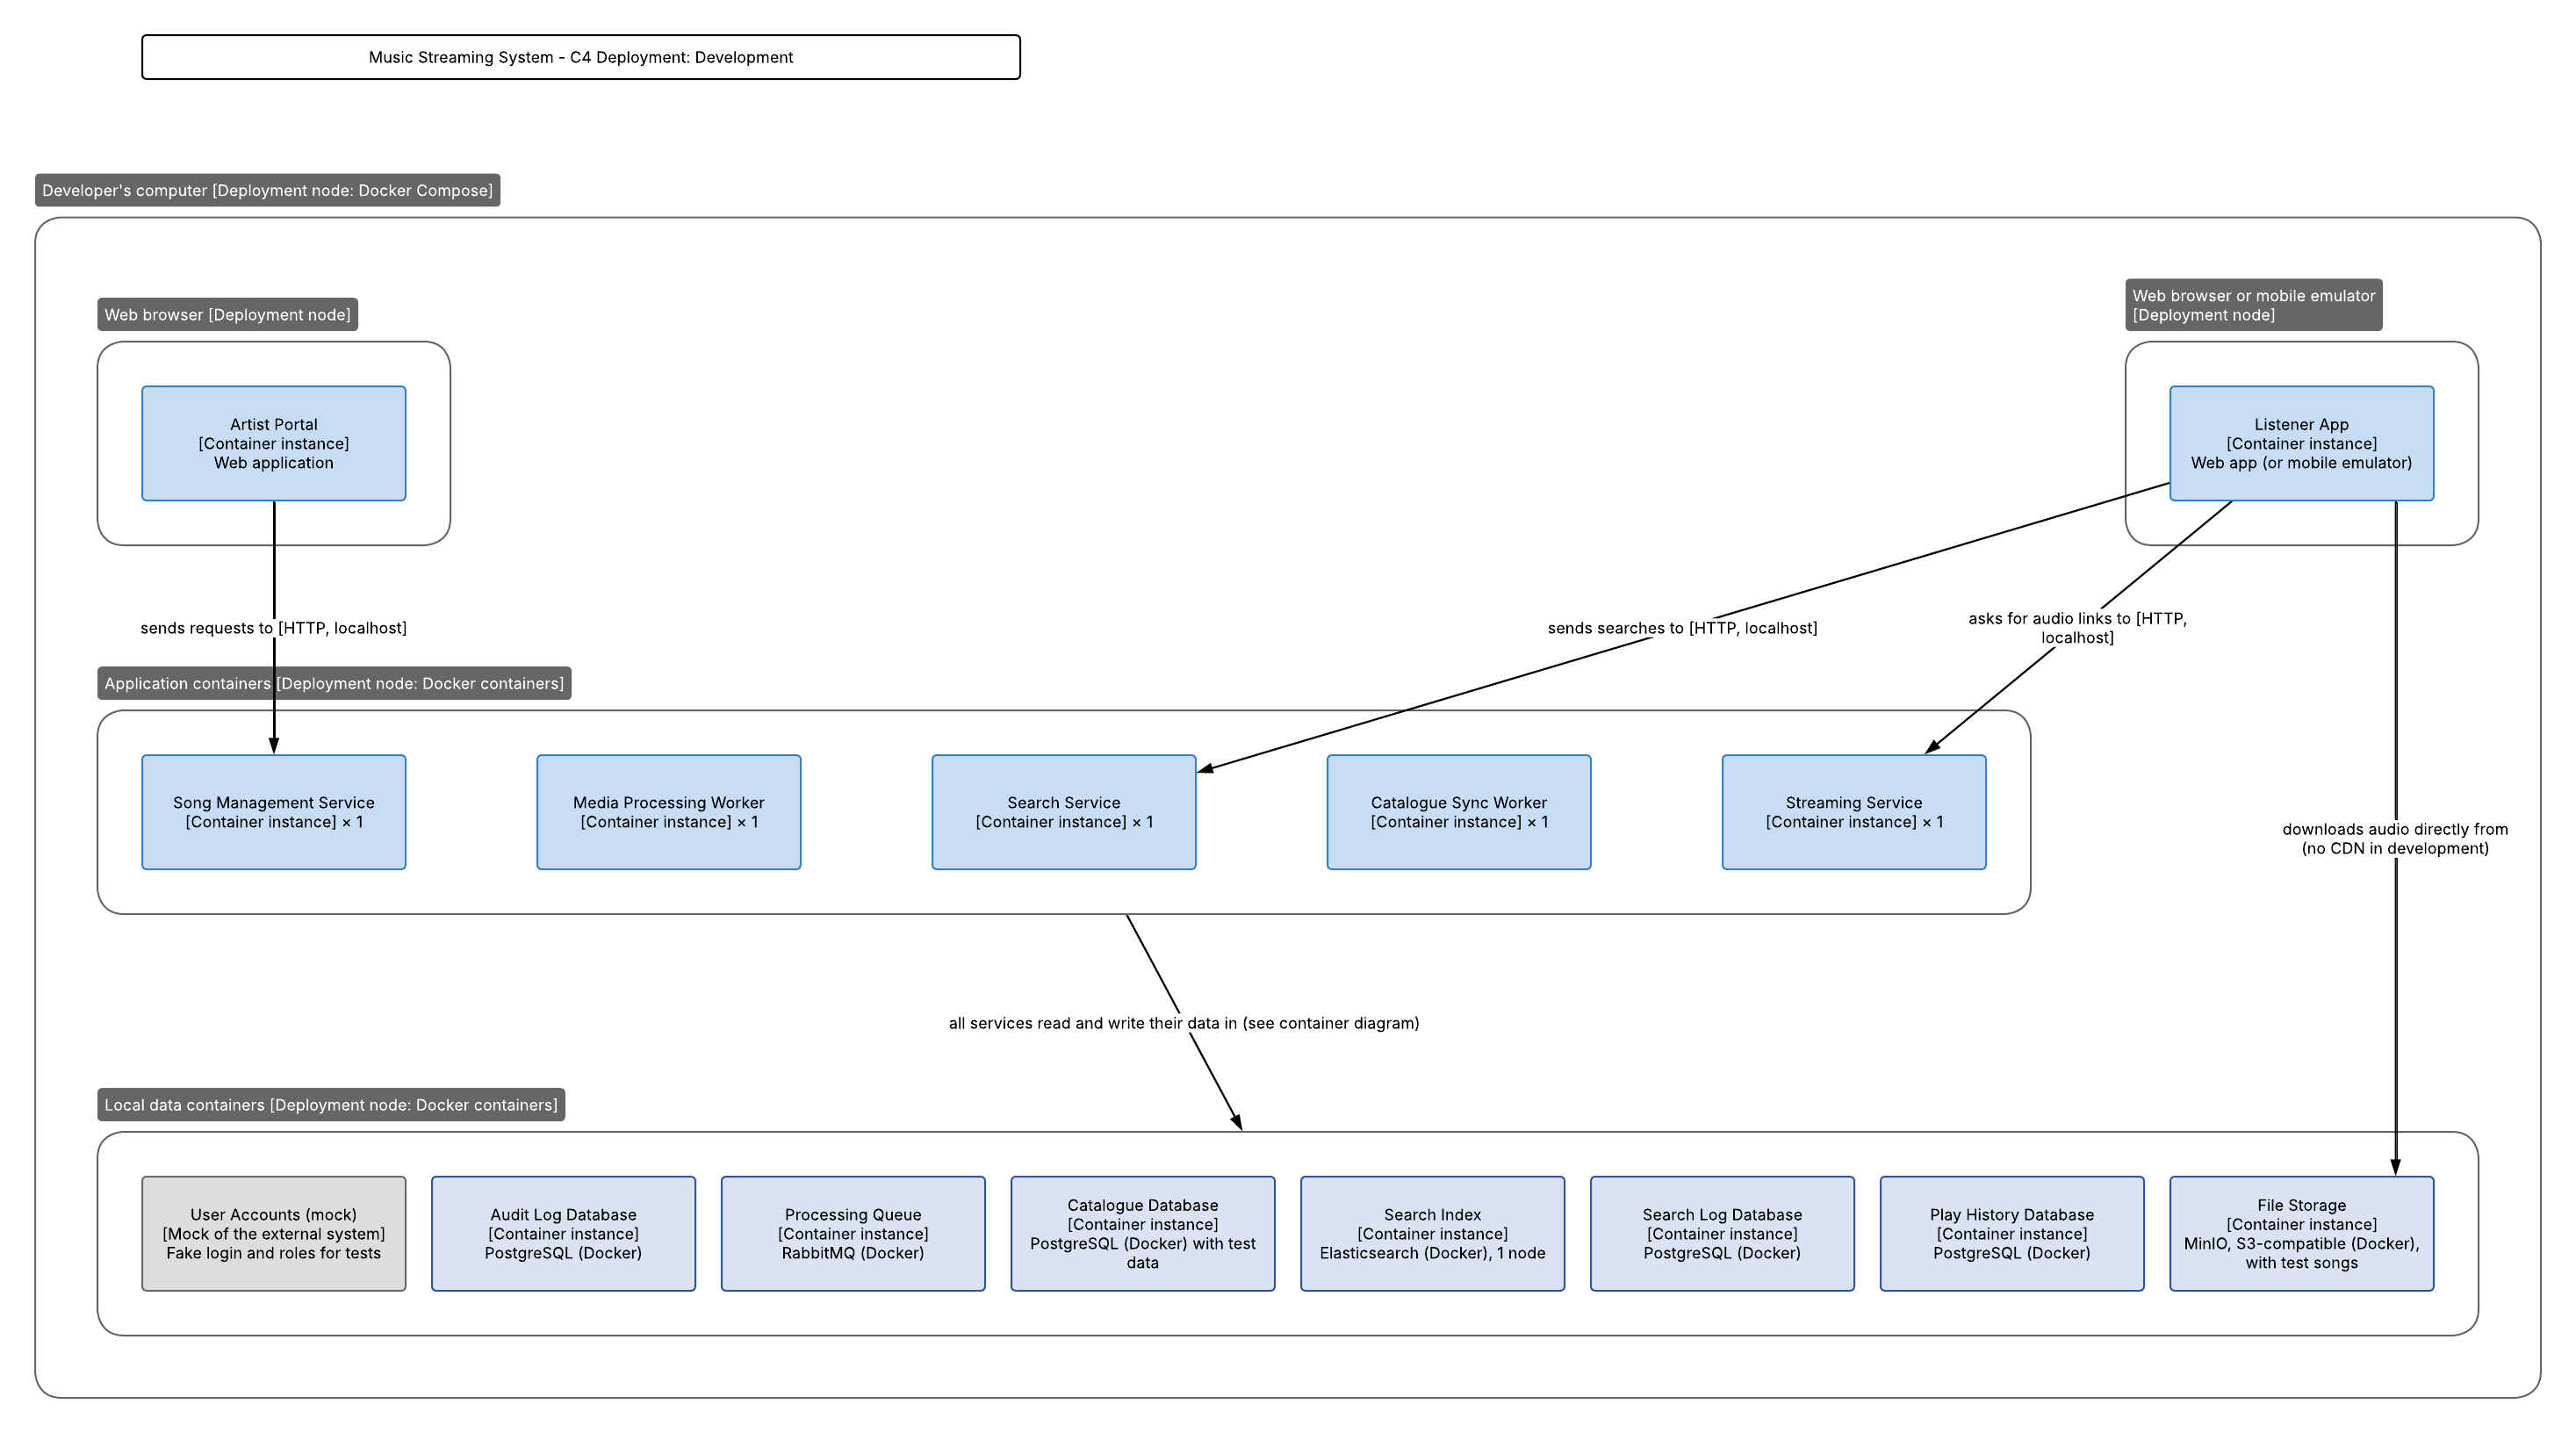 Music Streaming System - C4 Deployment: Development
Developer's computer [Deployment node: Docker Compose]
Web browser [Deployment node]
Web browser or mobile emulator
[Deployment node]
Artist Portal
[Container instance]
Web application
Listener App
[Container instance]
Web app (or mobile emulator)
sends requests to [HTTP, localhost]
sends searches to [HTTP, localhost]
asks for audio links to [HTTP,
localhost]
Application containers [Deployment node: Docker containers]
Song Management Service
[Container instance] × 1
Media Processing Worker
[Container instance] × 1
Search Service
[Container instance] × 1
Catalogue Sync Worker
[Container instance] × 1
Streaming Service
[Container instance] × 1
downloads audio directly from
(no CDN in development)
all services read and write their data in (see container diagram)
Local data containers [Deployment node: Docker containers]
User Accounts (mock)
[Mock of the external system]
Fake login and roles for tests
Audit Log Database
[Container instance]
PostgreSQL (Docker)
Processing Queue
[Container instance]
RabbitMQ (Docker)
Catalogue Database
[Container instance]
PostgreSQL (Docker) with test
data
Search Index
[Container instance]
Elasticsearch (Docker), 1 node
Search Log Database
[Container instance]
PostgreSQL (Docker)
Play History Database
[Container instance]
PostgreSQL (Docker)
File Storage
[Container instance]
MinIO, S3-compatible (Docker),
with test songs